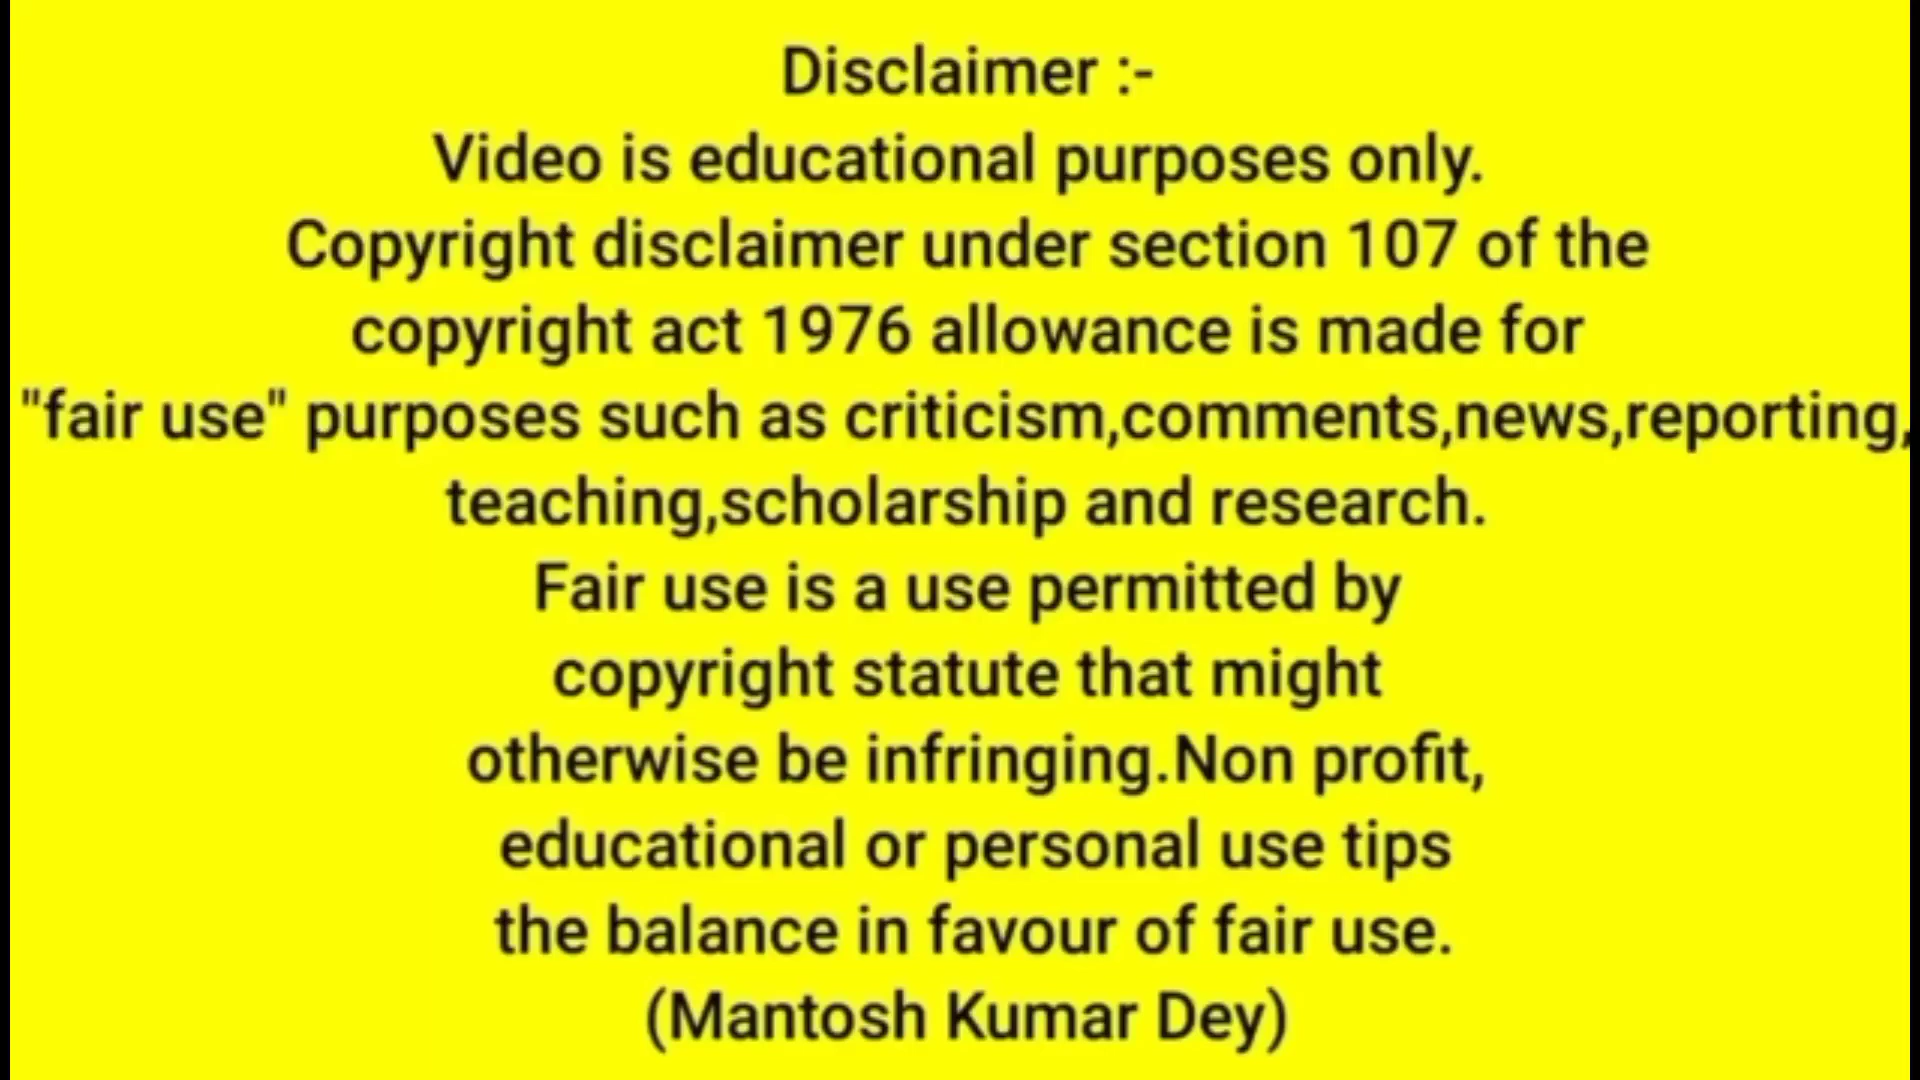 Disclaimer :-
Video is educational purposes only.
Copyright disclaimer under section 107 of the
copyright act 1976 allowance is made for
"fair use" purposes such as criticism,comments,news,reporting,
teaching,scholarship and research.
Fair use is a use permitted by
copyright statute that might
otherwise be infringing.Non profit,
educational or personal use tips
the balance in favour of fair use.
(Mantosh Kumar Dey)